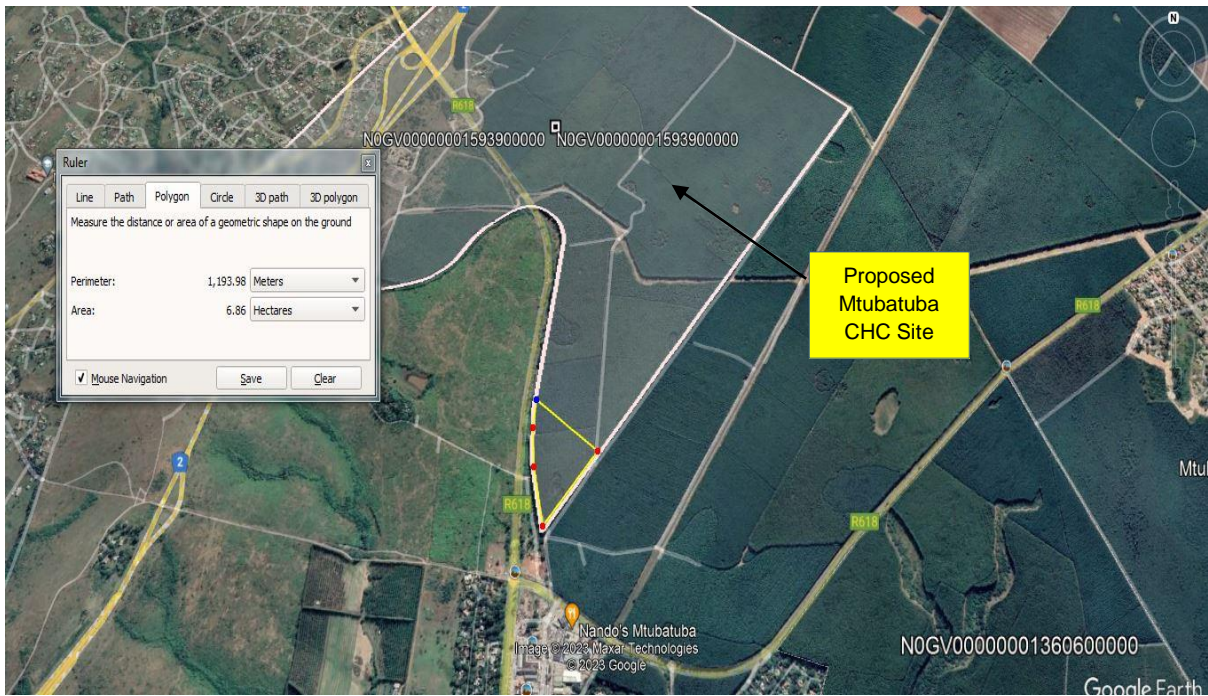 N
R618
N0GV00000001593900000 N0GV00000001593900000
Ruler
x
Line Path Polygon Circle 3D path 3D polygon
Measure the distance or area of a geometric shape on the ground
Perimeter: 1,193.98 Meters
Area: 6.86 Hectares
Mouse Navigation Save Clear
Proposed
Mtubatuba
CHC Site
R618
R618
2
R618
R618
Nando's Mtubatuba
Image © 2023 Maxar Technologies
© 2023 Google
N0GV00000001360600000
Google Earth